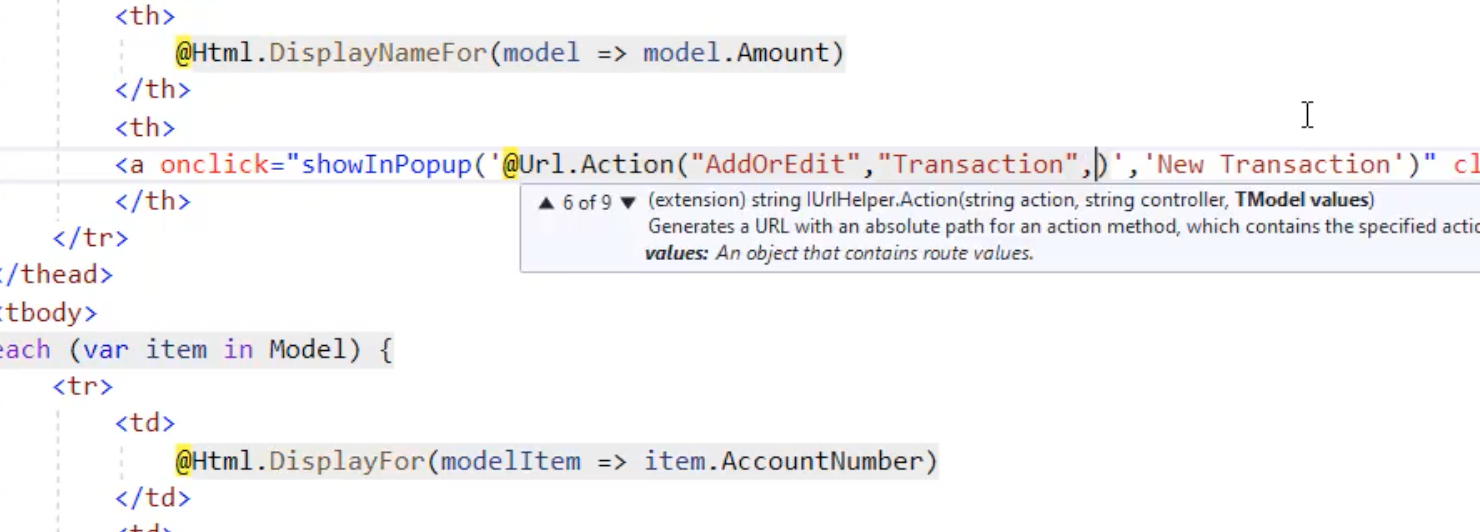 <th>
@Html.DisplayNameFor(model => model.Amount)
</th>
<th>
<a onclick="showInPopup('@Url.Action("AddOrEdit","Transaction",)','New Transaction')" cl
▲ 6 of 9 ▼ (extension) string IUrlHelper.Action(string action, string controller, TModel values)
Generates a URL with an absolute path for an action method, which contains the specified actio
values: An object that contains route values.
</th>
</tr>
</thead>
<tbody>
each (var item in Model) {
<tr>
<td>
@Html.DisplayFor(modelItem => item.AccountNumber)
</td>
<td>